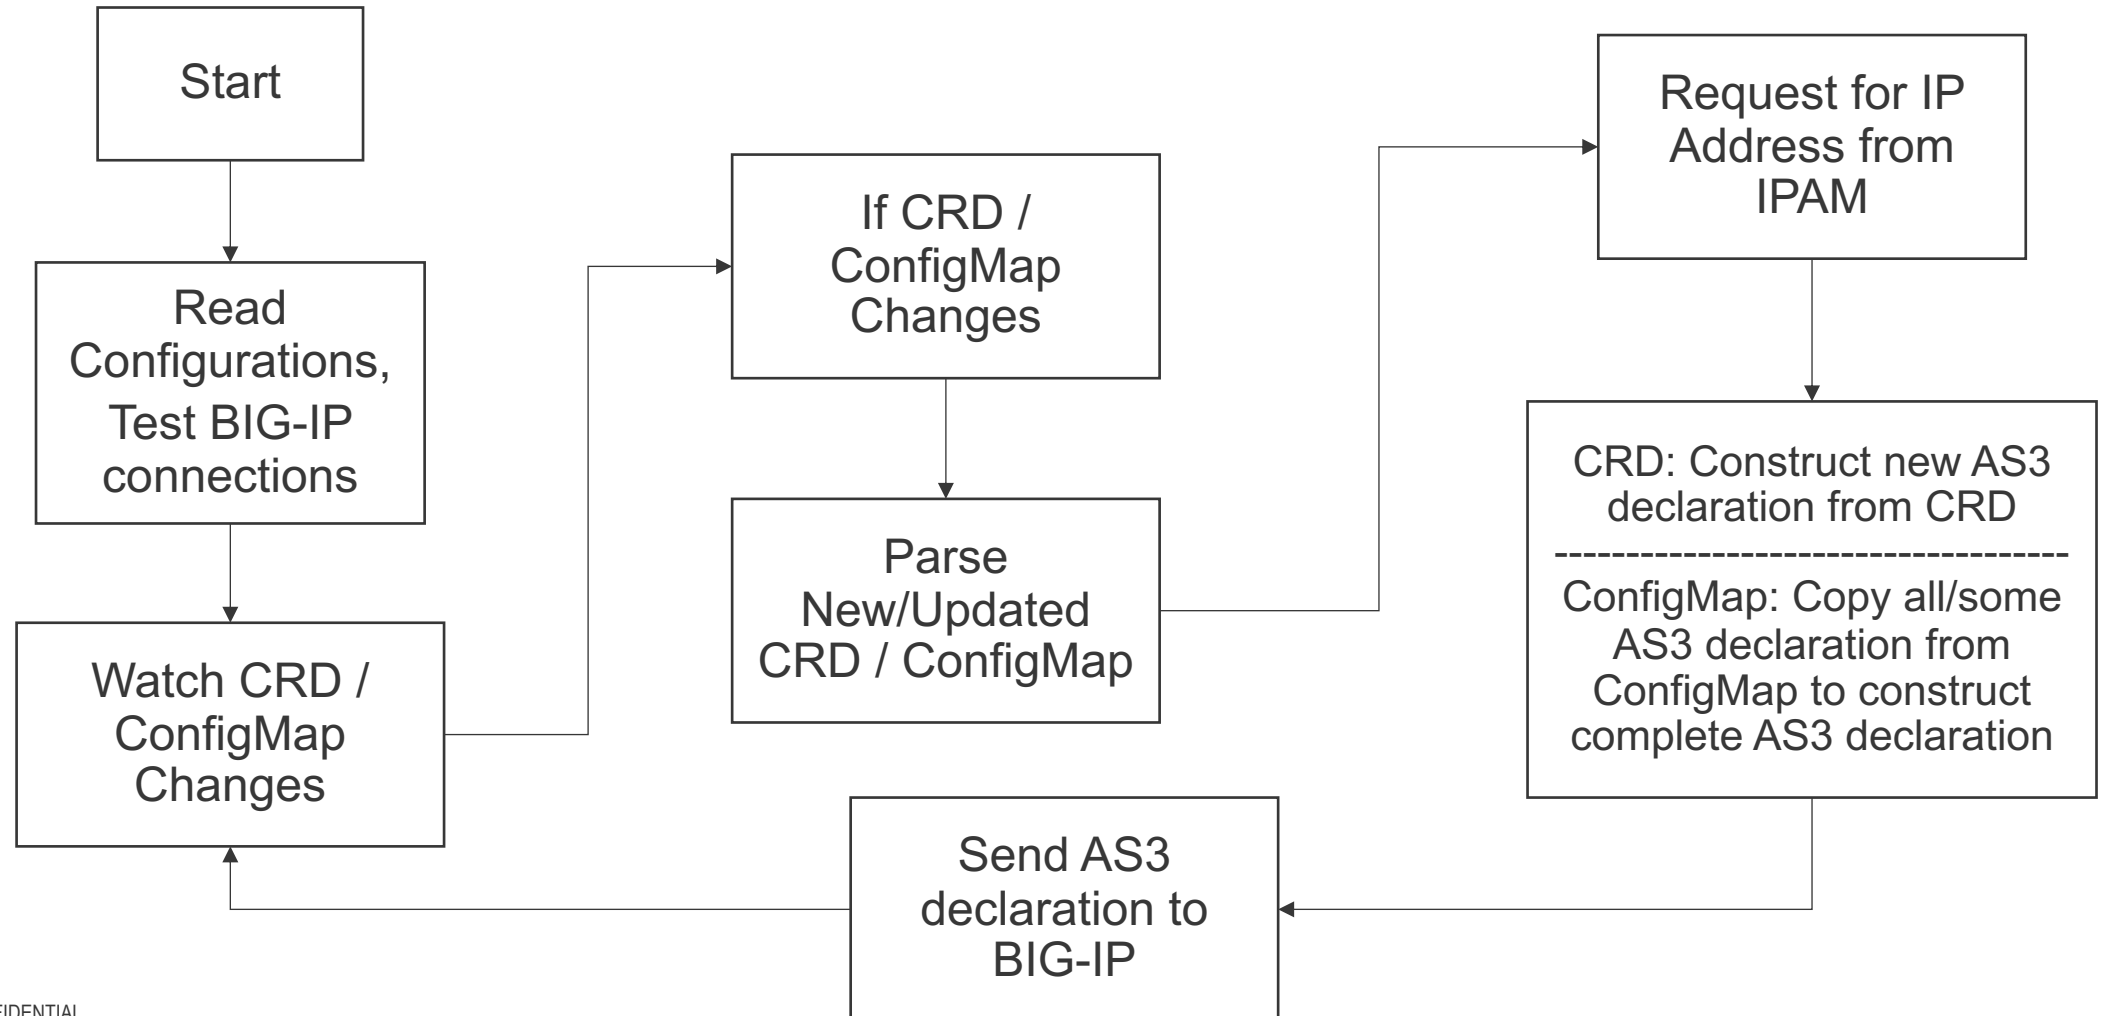 Start
Read
Configurations,
Test BIG-IP
connections
Watch CRD /
ConfigMap
Changes
If CRD /
ConfigMap
Changes
Parse
New/Updated
CRD / ConfigMap
Request for IP
Address from
IPAM
CRD: Construct new AS3
declaration from CRD
------------------------------------
ConfigMap: Copy all/some
AS3 declaration from
ConfigMap to construct
complete AS3 declaration
Send AS3
declaration to
BIG-IP